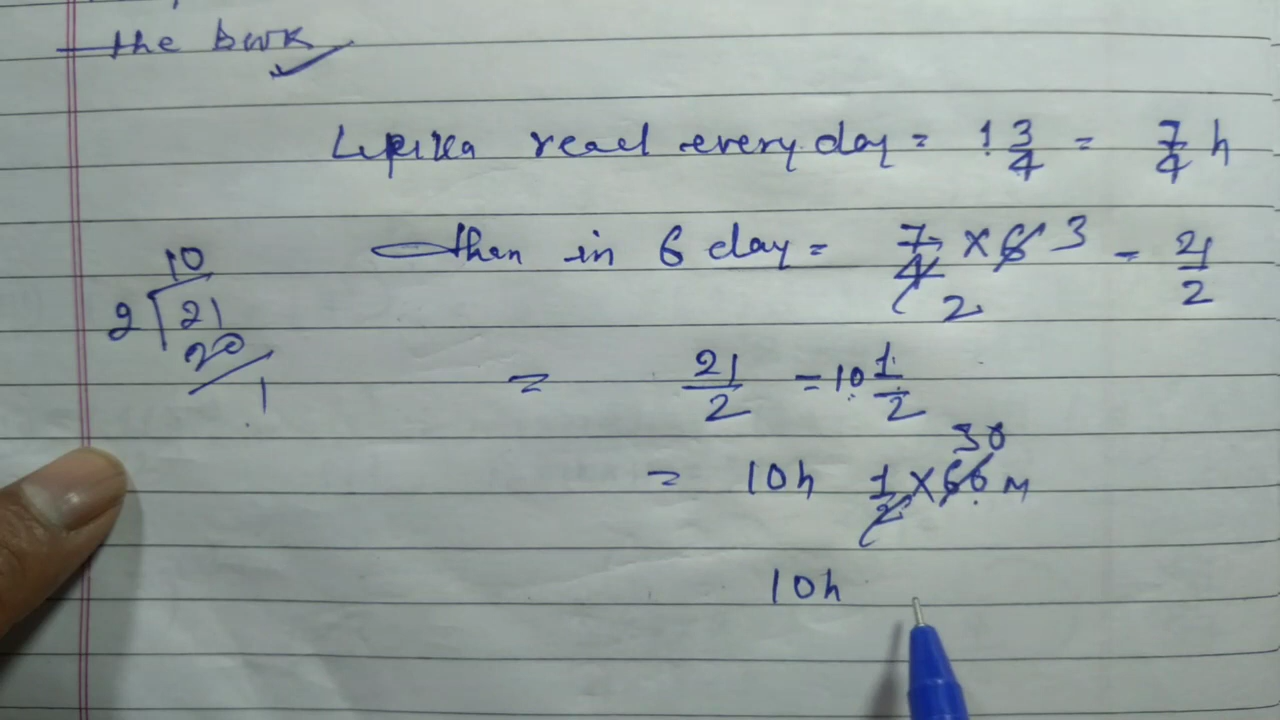 the book
Lipika read every day = 1 3/4 = 7/4 h
then in 6 day = 7/4 2 × 6 3 = 21/2
10
2 21
20
1
= 21/2 = 10 1/2
30
= 10h 1/2 × 60 m
10h